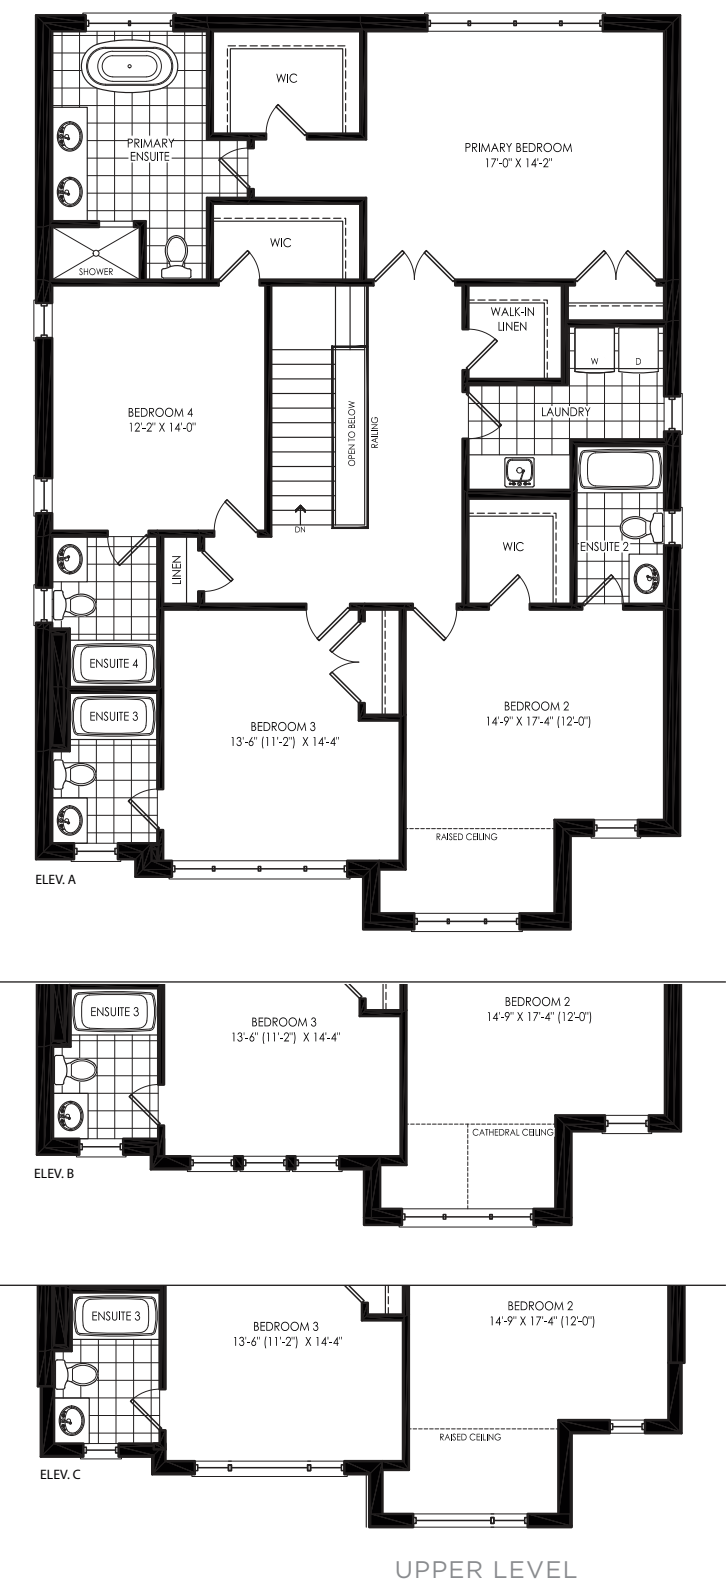 WIC
PRIMARY
ENSUITE
PRIMARY BEDROOM
17'-0" X 14'-2"
WIC
SHOWER
WALK-IN
LINEN
W
D
BEDROOM 4
12'-2" X 14'-0"
OPEN TO BELOW
RAILING
LAUNDRY
DN
WIC
ENSUITE 2
LINEN
ENSUITE 4
ENSUITE 3
BEDROOM 3
13'-6" (11'-2") X 14'-4"
BEDROOM 2
14'-9" X 17'-4" (12'-0")
RAISED CEILING
ELEV. A
ENSUITE 3
BEDROOM 3
13'-6" (11'-2") X 14'-4"
BEDROOM 2
14'-9" X 17'-4" (12'-0")
CATHEDRAL CEILING
ELEV. B
ENSUITE 3
BEDROOM 3
13'-6" (11'-2") X 14'-4"
BEDROOM 2
14'-9" X 17'-4" (12'-0")
RAISED CEILING
ELEV. C
UPPER LEVEL